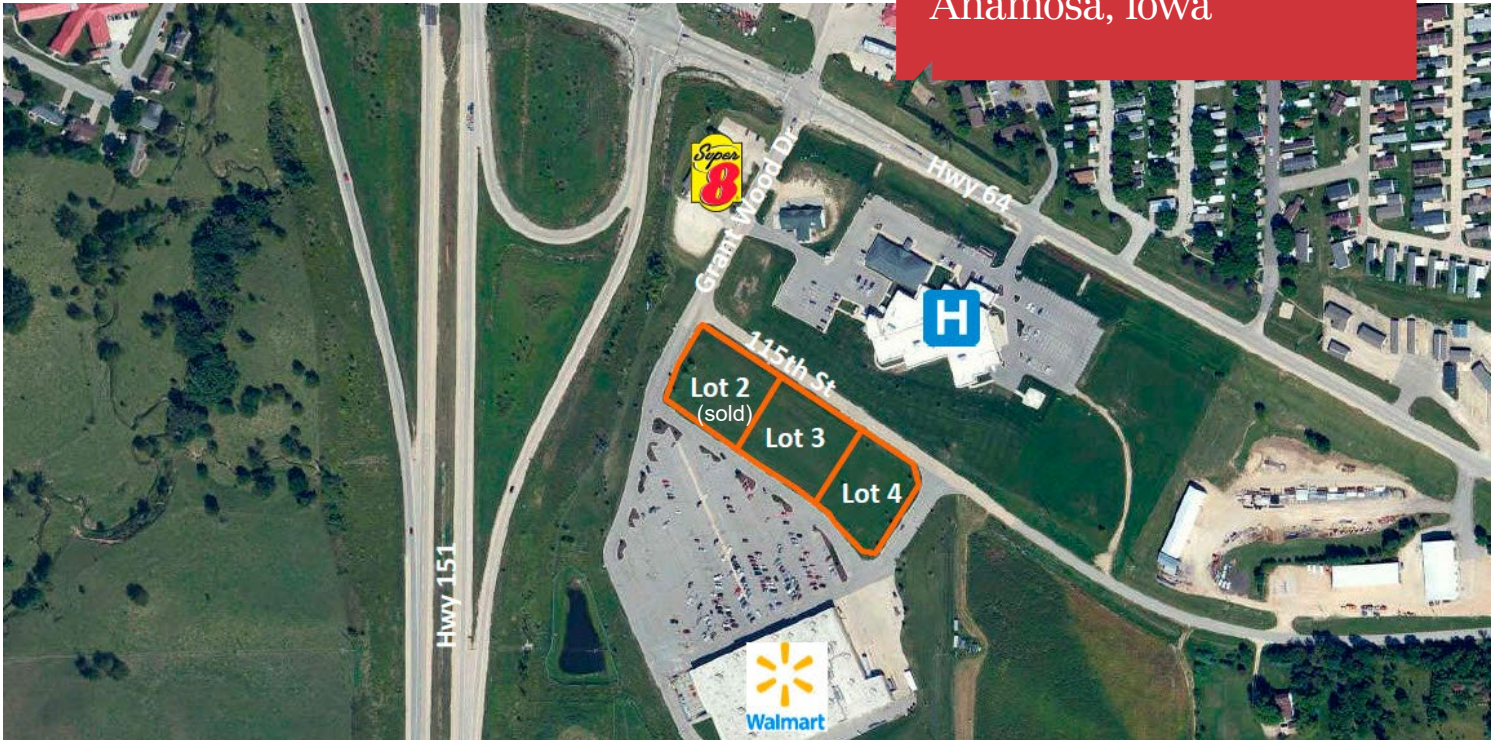 Anamosa, Iowa
Super
8
Grant Wood Dr
Hwy 64
H
115th St
Lot 2
(sold)
Lot 3
Lot 4
Hwy 151
Walmart